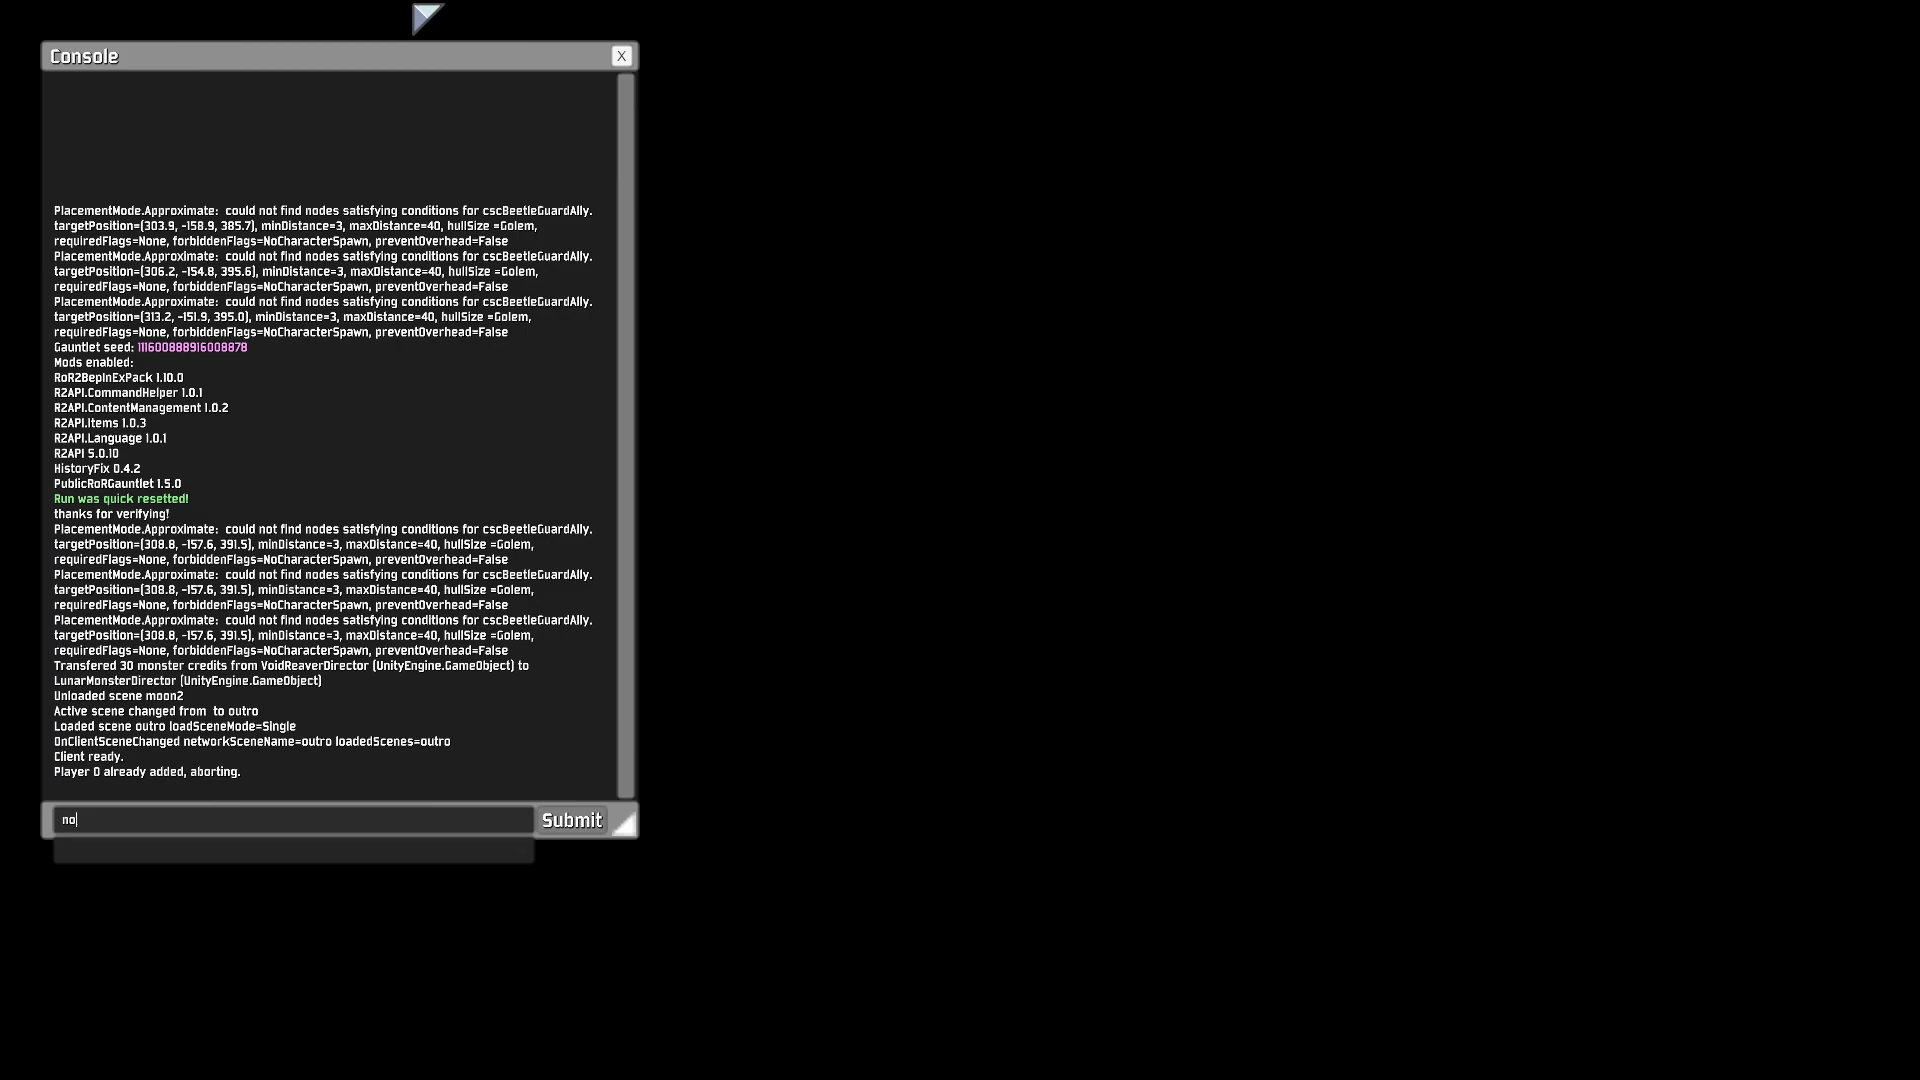 Console
X
PlacementMode.Approximate:  could not find nodes satisfying conditions for cscBeetleGuardAlly.
targetPosition=(303.9, -158.9, 385.7), minDistance=3, maxDistance=40, hullSize =Golem,
requiredFlags=None, forbiddenFlags=NoCharacterSpawn, preventOverhead=False
PlacementMode.Approximate:  could not find nodes satisfying conditions for cscBeetleGuardAlly.
targetPosition=(306.2, -154.8, 395.6), minDistance=3, maxDistance=40, hullSize =Golem,
requiredFlags=None, forbiddenFlags=NoCharacterSpawn, preventOverhead=False
PlacementMode.Approximate:  could not find nodes satisfying conditions for cscBeetleGuardAlly.
targetPosition=(313.2, -151.9, 395.0), minDistance=3, maxDistance=40, hullSize =Golem,
requiredFlags=None, forbiddenFlags=NoCharacterSpawn, preventOverhead=False
Gauntlet seed: 111600888916008878
Mods enabled:
RoR2BepInExPack 1.10.0
R2API.CommandHelper 1.0.1
R2API.ContentManagement 1.0.2
R2API.Items 1.0.3
R2API.Language 1.0.1
R2API 5.0.10
HistoryFix 0.4.2
PublicRoRGauntlet 1.5.0
Run was quick resetted!
thanks for verifying!
PlacementMode.Approximate:  could not find nodes satisfying conditions for cscBeetleGuardAlly.
targetPosition=(308.8, -157.6, 391.5), minDistance=3, maxDistance=40, hullSize =Golem,
requiredFlags=None, forbiddenFlags=NoCharacterSpawn, preventOverhead=False
PlacementMode.Approximate:  could not find nodes satisfying conditions for cscBeetleGuardAlly.
targetPosition=(308.8, -157.6, 391.5), minDistance=3, maxDistance=40, hullSize =Golem,
requiredFlags=None, forbiddenFlags=NoCharacterSpawn, preventOverhead=False
PlacementMode.Approximate:  could not find nodes satisfying conditions for cscBeetleGuardAlly.
targetPosition=(308.8, -157.6, 391.5), minDistance=3, maxDistance=40, hullSize =Golem,
requiredFlags=None, forbiddenFlags=NoCharacterSpawn, preventOverhead=False
Transfered 30 monster credits from VoidReaverDirector (UnityEngine.GameObject) to
LunarMonsterDirector (UnityEngine.GameObject)
Unloaded scene moon2
Active scene changed from  to outro
Loaded scene outro loadSceneMode=Single
OnClientSceneChanged networkSceneName=outro loadedScenes=outro
Client ready.
Player 0 already added, aborting.
no
Submit